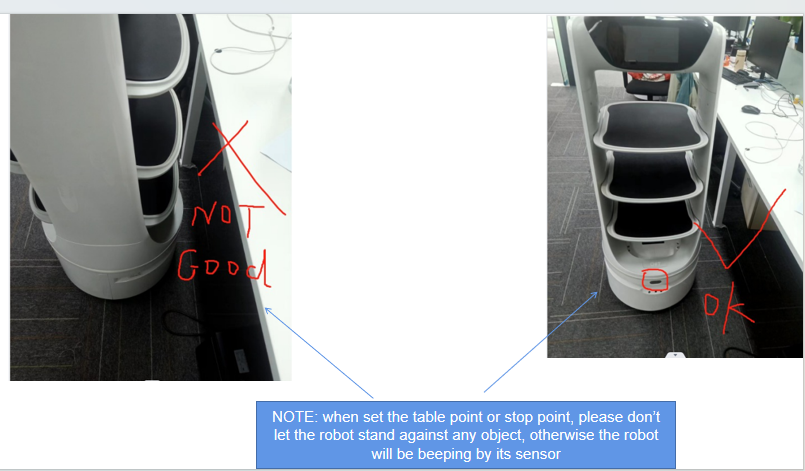 NOT
Good
OK
NOTE: when set the table point or stop point, please don't
let the robot stand against any object, otherwise the robot
will be beeping by its sensor